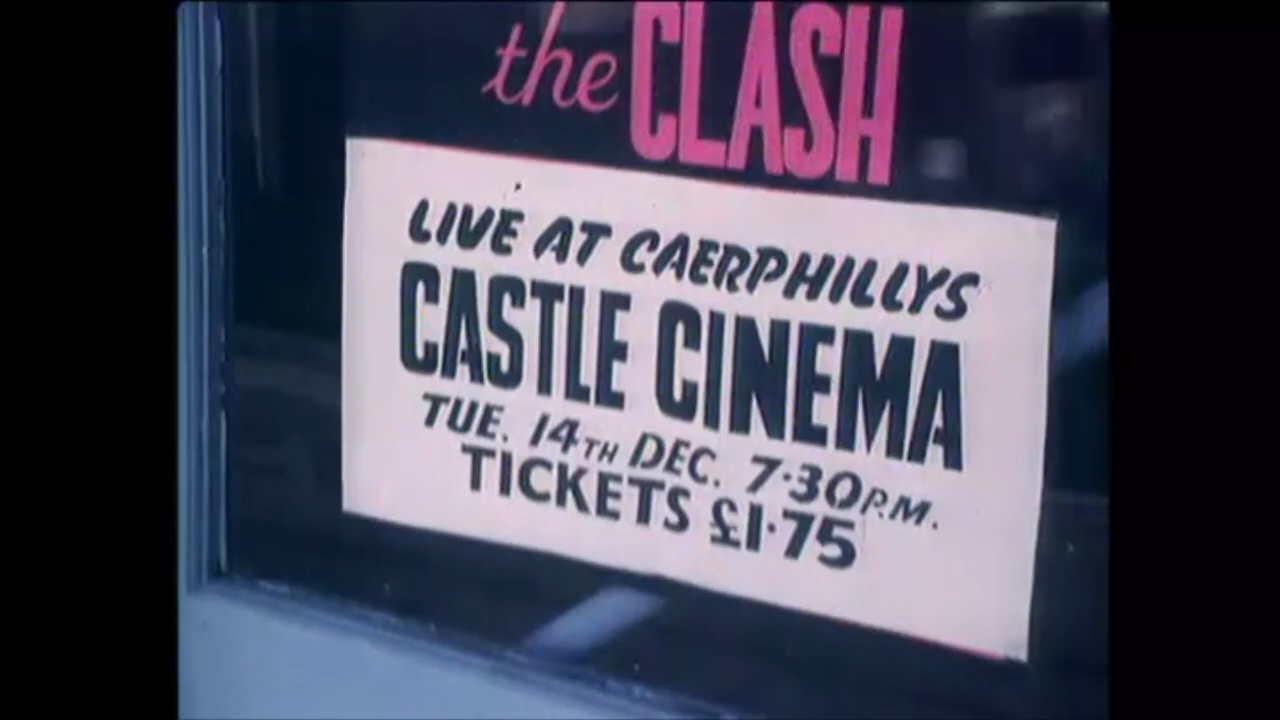 the CLASH
LIVE AT CAERPHILLYS
CASTLE CINEMA
TUE. 14TH DEC. 7·30P.M.
TICKETS £1·75